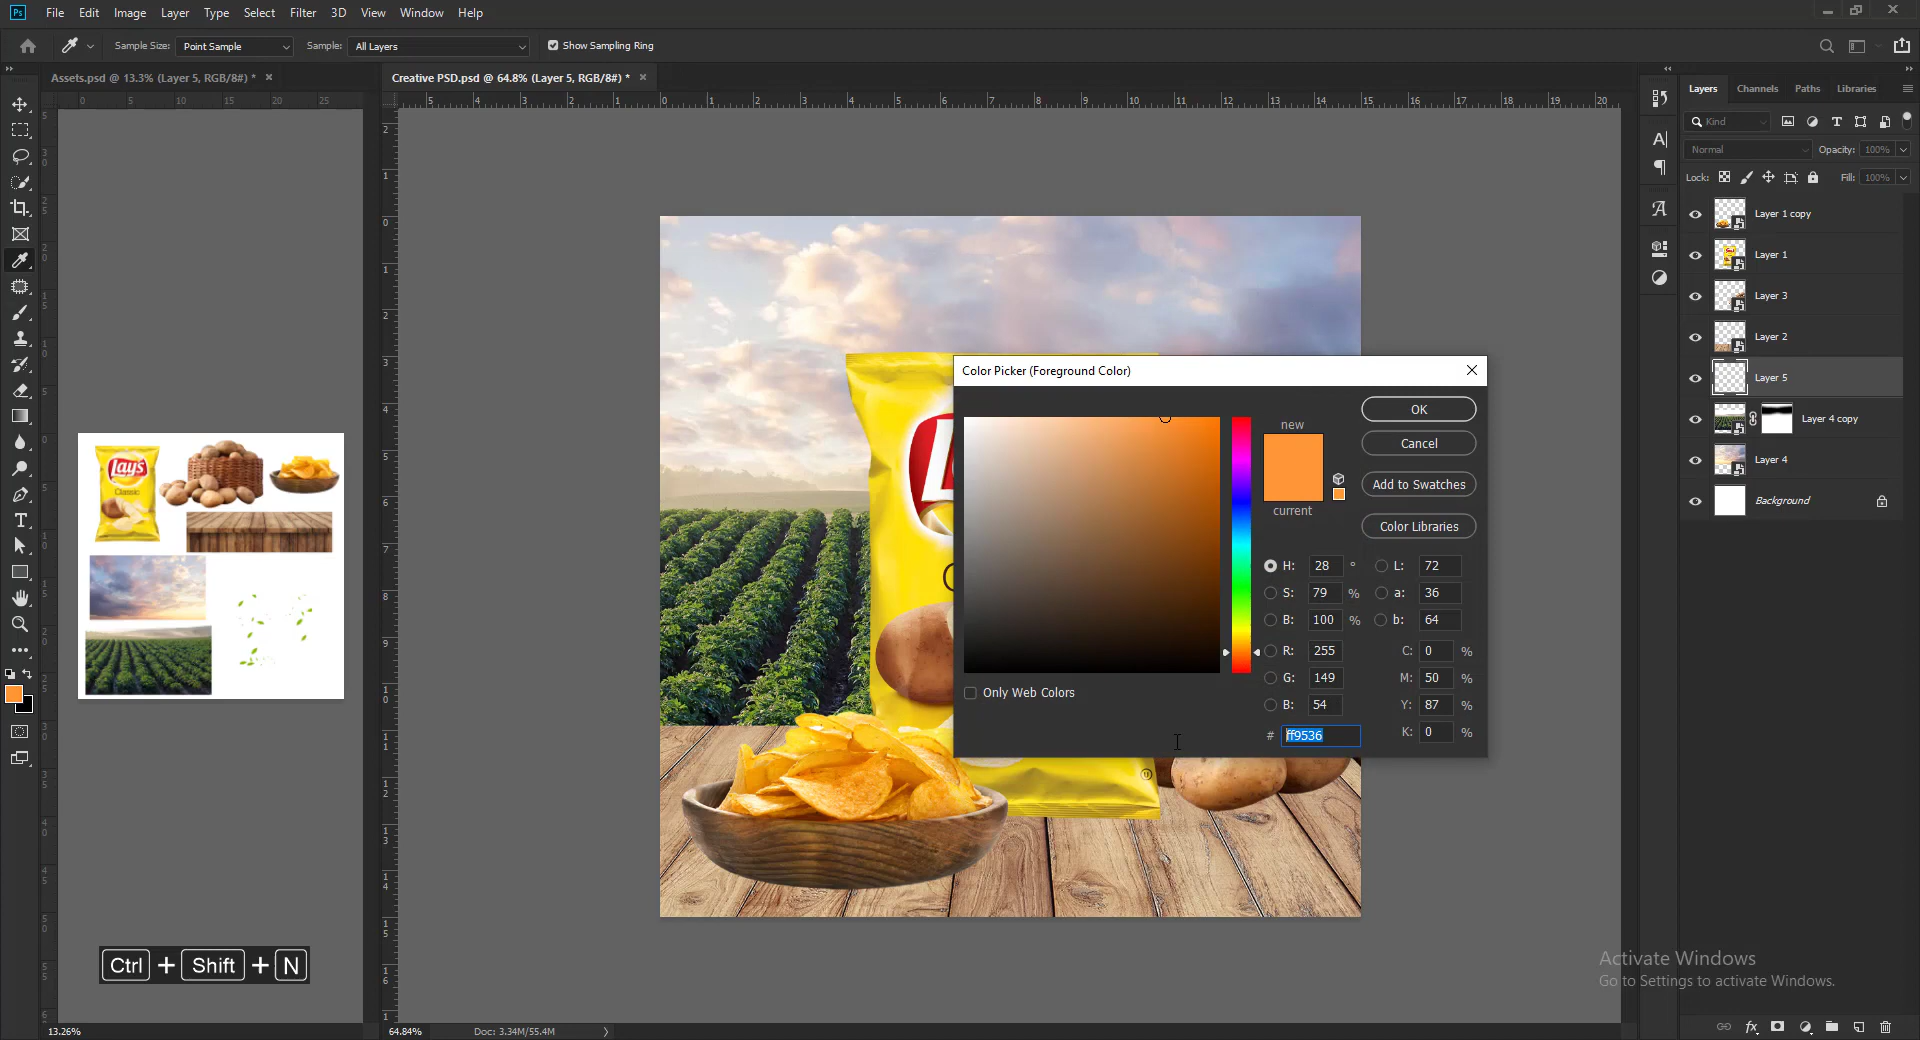 Ps File Edit Image Layer Type Select Filter 3D View Window Help
Sample Size: Point Sample Sample: All Layers Show Sampling Ring
Assets.psd @ 13.3% (Layer 5, RGB/8#) *
Creative PSD.psd @ 64.8% (Layer 5, RGB/8#) *
Layers Channels Paths Libraries
Kind
Normal Opacity: 100%
Lock: Fill: 100%
Layer 1 copy
Layer 1
Layer 3
Layer 2
Layer 5
Layer 4 copy
Layer 4
Background
Color Picker (Foreground Color)
new
current
OK
Cancel
Add to Swatches
Color Libraries
H: 28 ° L: 72
S: 79 % a: 36
B: 100 % b: 64
R: 255 C: 0 %
G: 149 M: 50 %
B: 54 Y: 87 %
# ff9536 K: 0 %
Only Web Colors
Lay's
Classic
Ctrl + Shift + N
Activate Windows
Go to Settings to activate Windows.
13.26%
64.84% Doc: 3.34M/55.4M